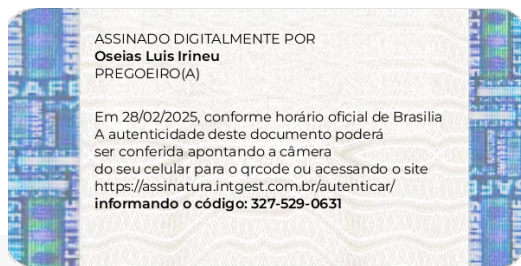 ASSINADO DIGITALMENTE POR
Oseias Luis Irineu
PREGOEIRO(A)
Em 28/02/2025, conforme horário oficial de Brasilia
A autenticidade deste documento poderá
ser conferida apontando a câmera
do seu celular para o qrcode ou acessando o site
https://assinatura.intgest.com.br/autenticar/
informando o código: 327-529-0631